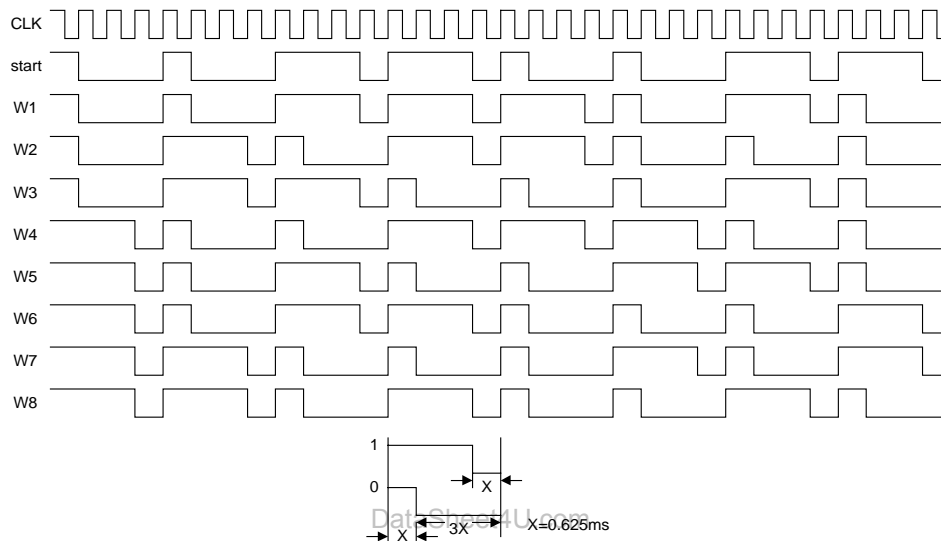 CLK
start
W1
W2
W3
W4
W5
W6
W7
W8
1
X
0
X
3X
X=0.625ms
DataSheet4U.com